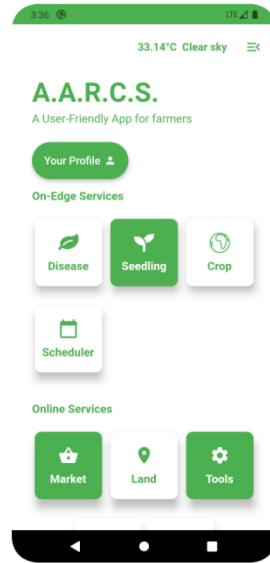 3:36 LTE
33.14°C Clear sky
A.A.R.C.S.
A User-Friendly App for farmers
Your Profile
On-Edge Services
Disease Seedling Crop
Scheduler
Online Services
Market Land Tools